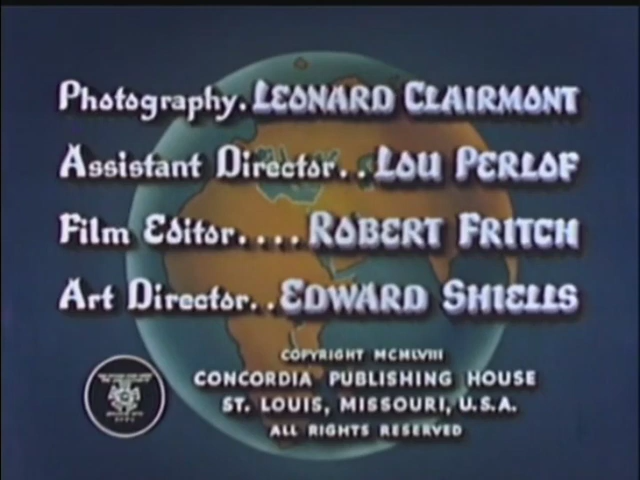 Photography. LEONARD CLAIRMONT
Assistant Director.. LOU PERLOF
Film Editor.... ROBERT FRITCH
Art Director.. EDWARD SHIELLS
COPYRIGHT MCMLVIII
CONCORDIA PUBLISHING HOUSE
ST. LOUIS, MISSOURI, U.S.A.
ALL RIGHTS RESERVED